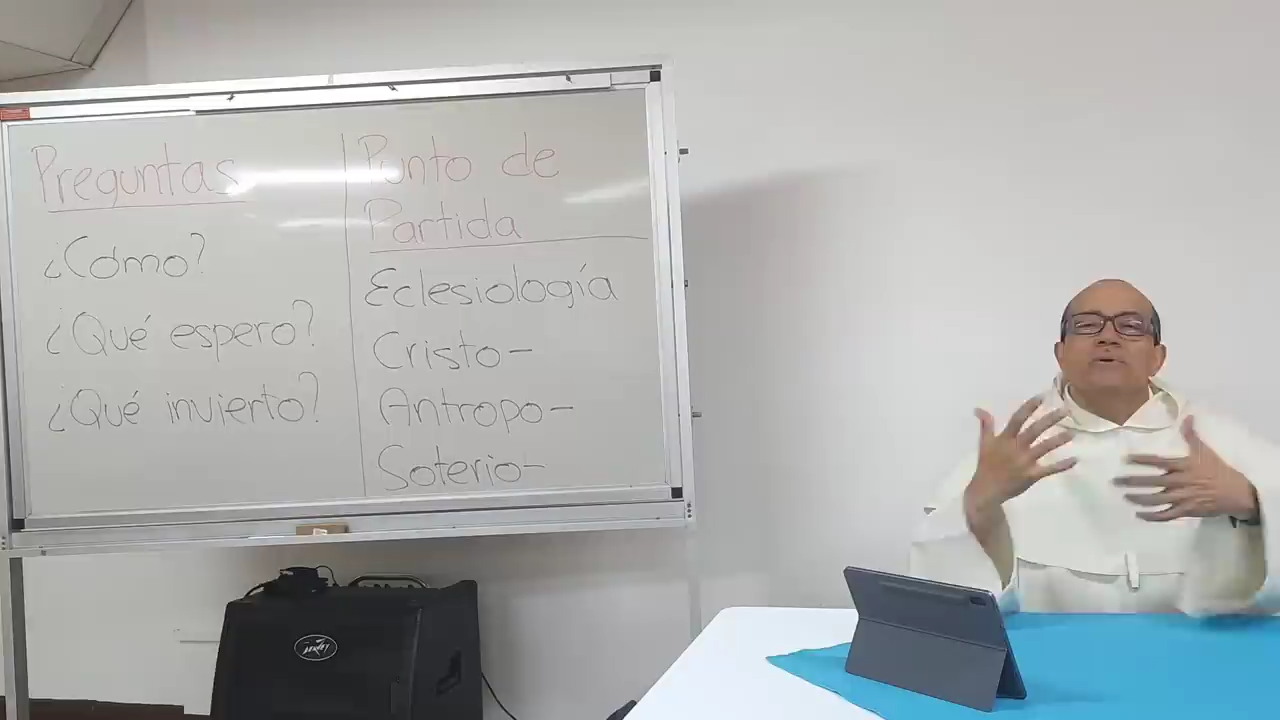 Preguntas
¿Cómo?
¿Qué espero?
¿Qué invierto?
Punto de
Partida
Eclesiología
Cristo-
Antropo-
Soterio-